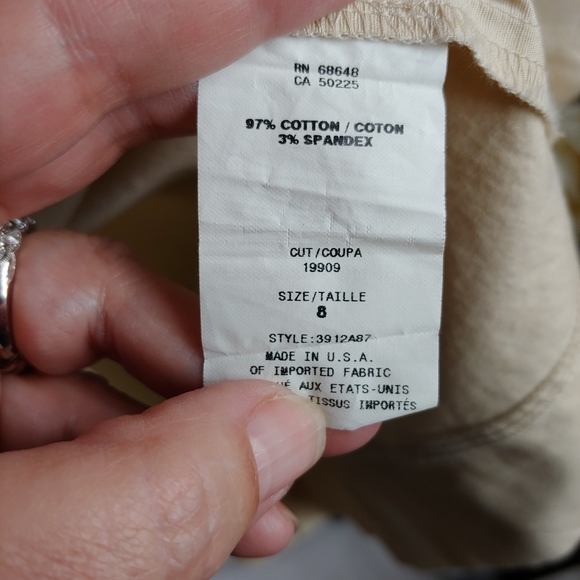 RN 68648
CA 50225
97% COTTON / COTON
3% SPANDEX
CUT/COUPA
19909
SIZE/TAILLE
8
STYLE:3912A87
MADE IN U.S.A.
OF IMPORTED FABRIC
AUX ETATS-UNIS
TISSUS IMPORTÉS